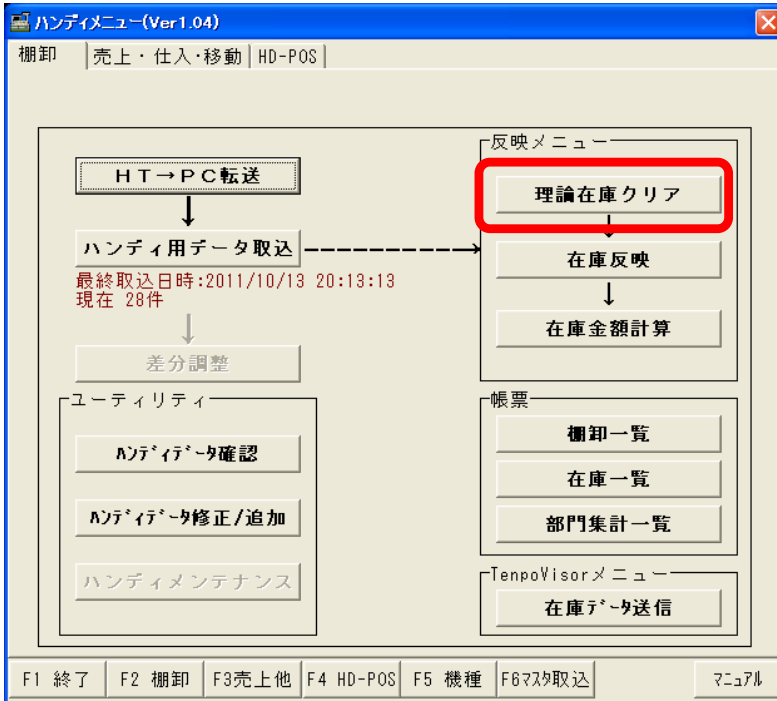 ハンディメニュー(Ver1.04)
棚卸
売上・仕入・移動
HD-POS
HT→PC転送
ハンディ用データ取込
最終取込日時:2011/10/13 20:13:13
現在 28件
差分調整
ユーティリティ
ﾊﾝﾃﾞｨﾃﾞｰﾀ確認
ﾊﾝﾃﾞｨﾃﾞｰﾀ修正/追加
ハンディメンテナンス
反映メニュー
理論在庫クリア
在庫反映
在庫金額計算
帳票
棚卸一覧
在庫一覧
部門集計一覧
TenpoVisorメニュー
在庫ﾃﾞｰﾀ送信
F1 終了
F2 棚卸
F3売上他
F4 HD-POS
F5 機種
F6ﾏｽﾀ取込
ﾏﾆｭｱﾙ